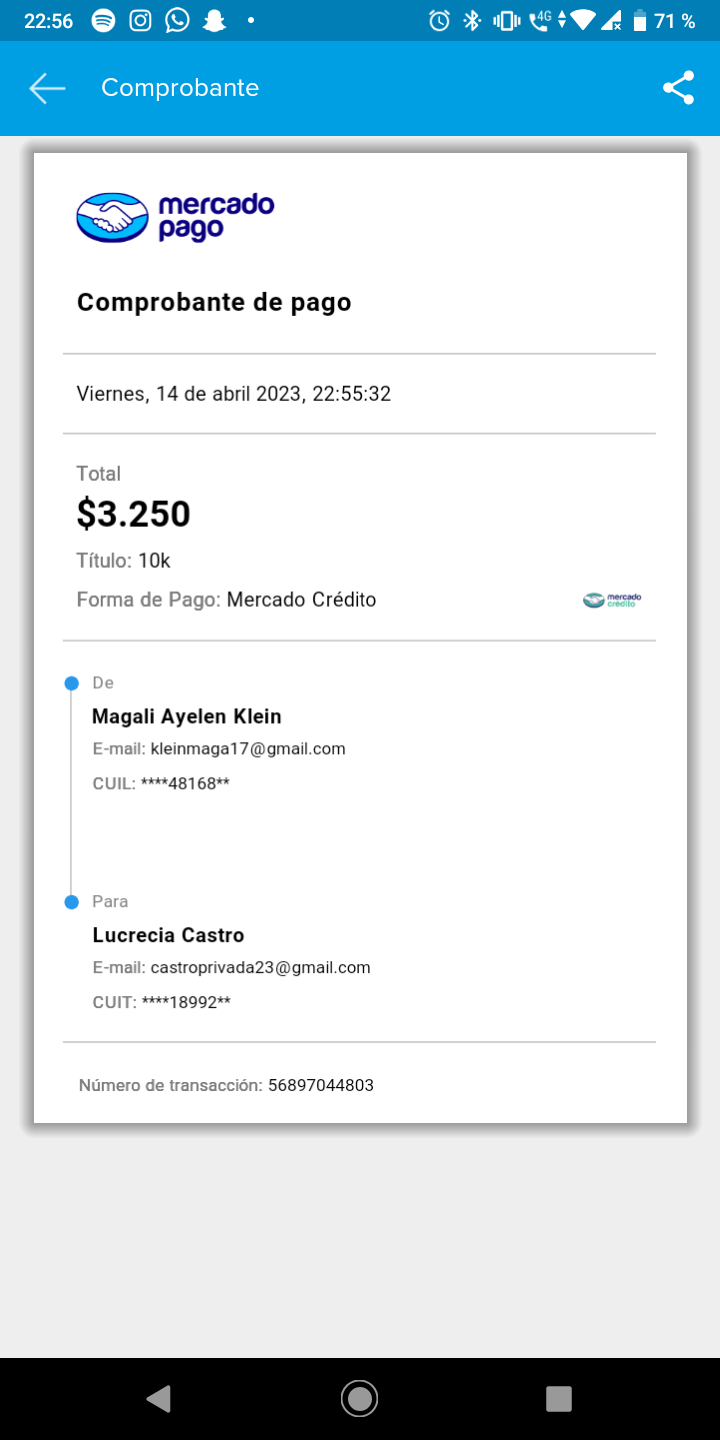 22:56 4G 71 %
Comprobante
mercado
pago
Comprobante de pago
Viernes, 14 de abril 2023, 22:55:32
Total
$3.250
Título: 10k
Forma de Pago: Mercado Crédito
mercado
crédito
De
Magali Ayelen Klein
E-mail: kleinmaga17@gmail.com
CUIL: ****48168**
Para
Lucrecia Castro
E-mail: castroprivada23@gmail.com
CUIT: ****18992**
Número de transacción: 56897044803